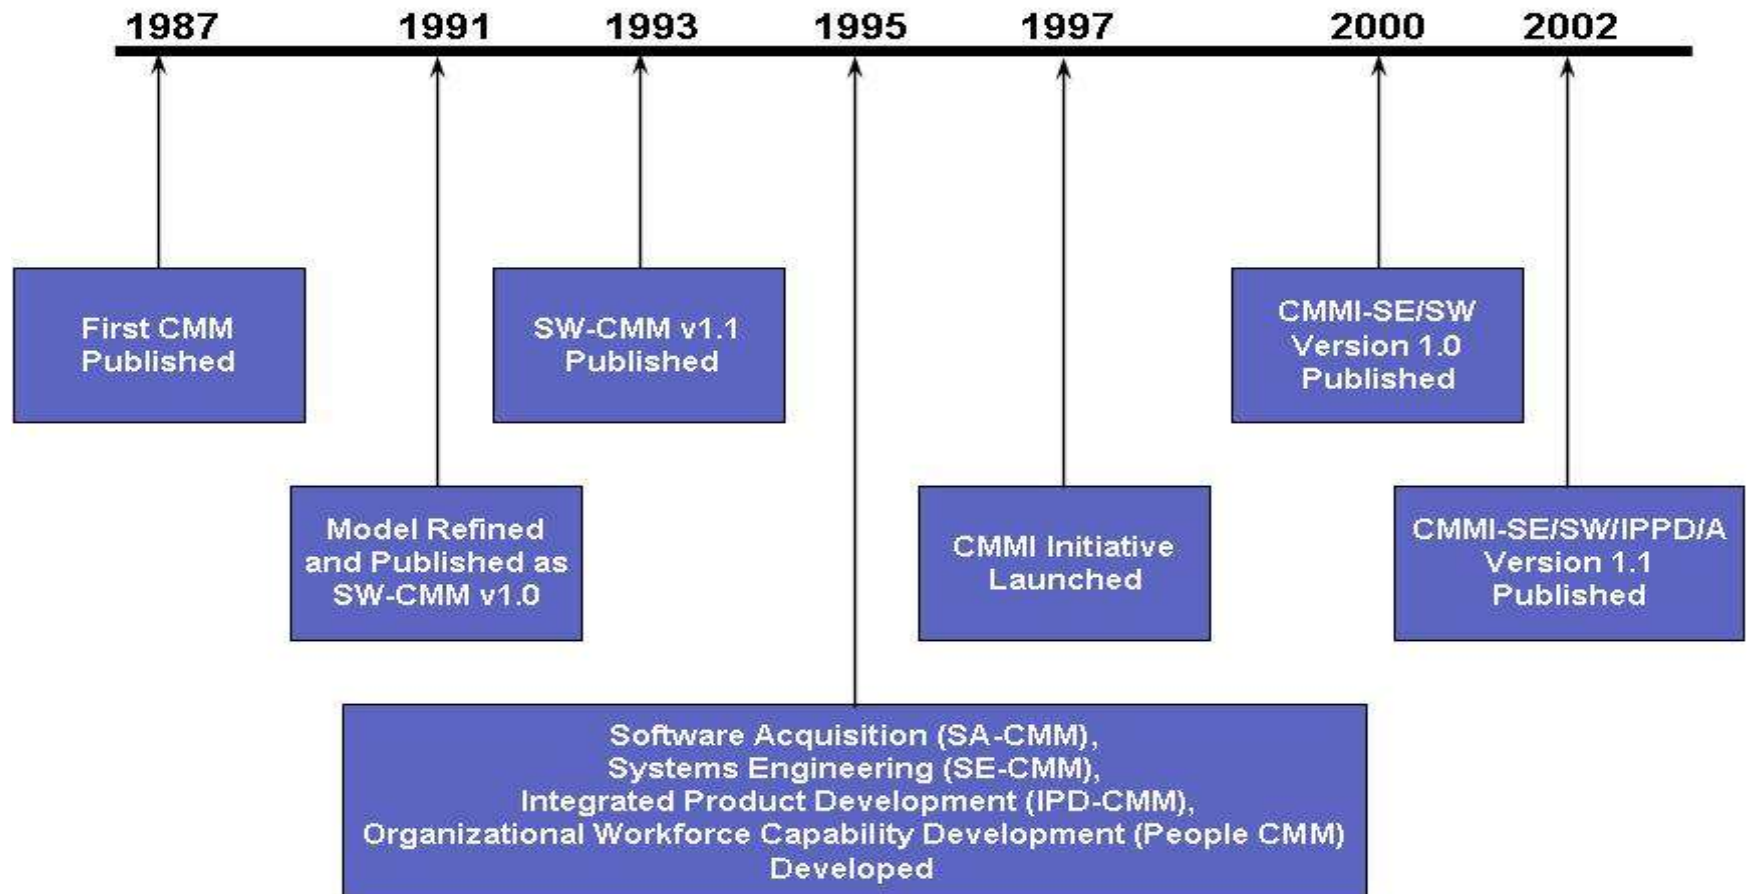 1987 1991 1993 1995 1997 2000 2002
First CMM
Published
SW-CMM v1.1
Published
CMMI-SE/SW
Version 1.0
Published
Model Refined
and Published as
SW-CMM v1.0
CMMI Initiative
Launched
CMMI-SE/SW/IPPD/A
Version 1.1
Published
Software Acquisition (SA-CMM),
Systems Engineering (SE-CMM),
Integrated Product Development (IPD-CMM),
Organizational Workforce Capability Development (People CMM)
Developed